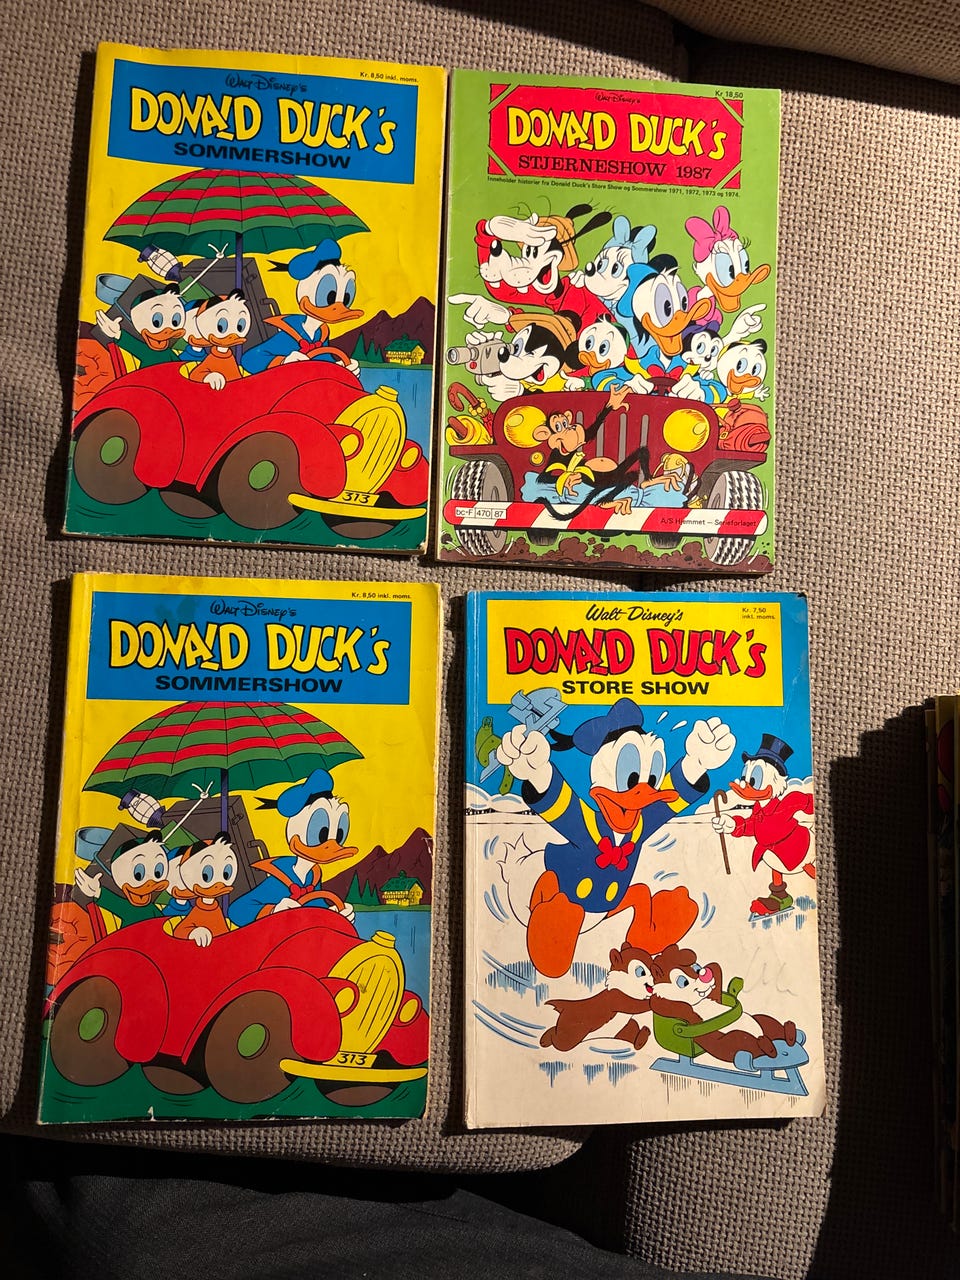 Kr. 8,50 inkl. moms.
Walt Disney's
DONALD DUCK's
SOMMERSHOW
313
Kr 18,50
Walt Disney's
DONALD DUCK's
STJERNESHOW 1987
Inneholder historier fra Donald Duck's Store Show og Sommershow 1971, 1972, 1973 og 1974.
bc-F 470 87
A/S Hjemmet – Serieforlaget
Kr. 8,50 inkl. moms.
Walt Disney's
DONALD DUCK's
SOMMERSHOW
313
Walt Disney's
Kr. 7,50
inkl. moms.
DONALD DUCK's
STORE SHOW